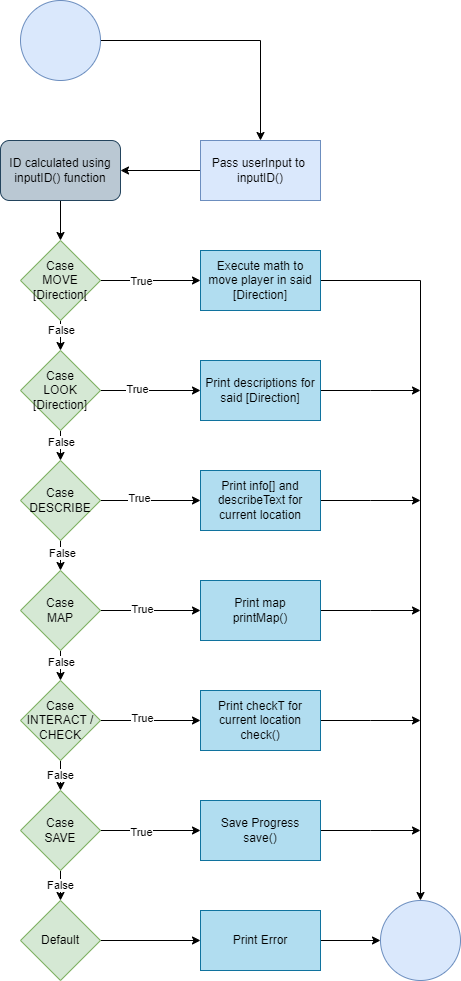 Pass userInput to
inputID()
ID calculated using
inputID() function
Case
MOVE
[Direction[
True
Execute math to
move player in said
[Direction]
False
Case
LOOK
[Direction]
True
Print descriptions for
said [Direction]
False
Case
DESCRIBE
True
Print info[] and
describeText for
current location
False
Case
MAP
True
Print map
printMap()
False
Case
INTERACT /
CHECK
True
Print checkT for
current location
check()
False
Case
SAVE
True
Save Progress
save()
False
Default
Print Error